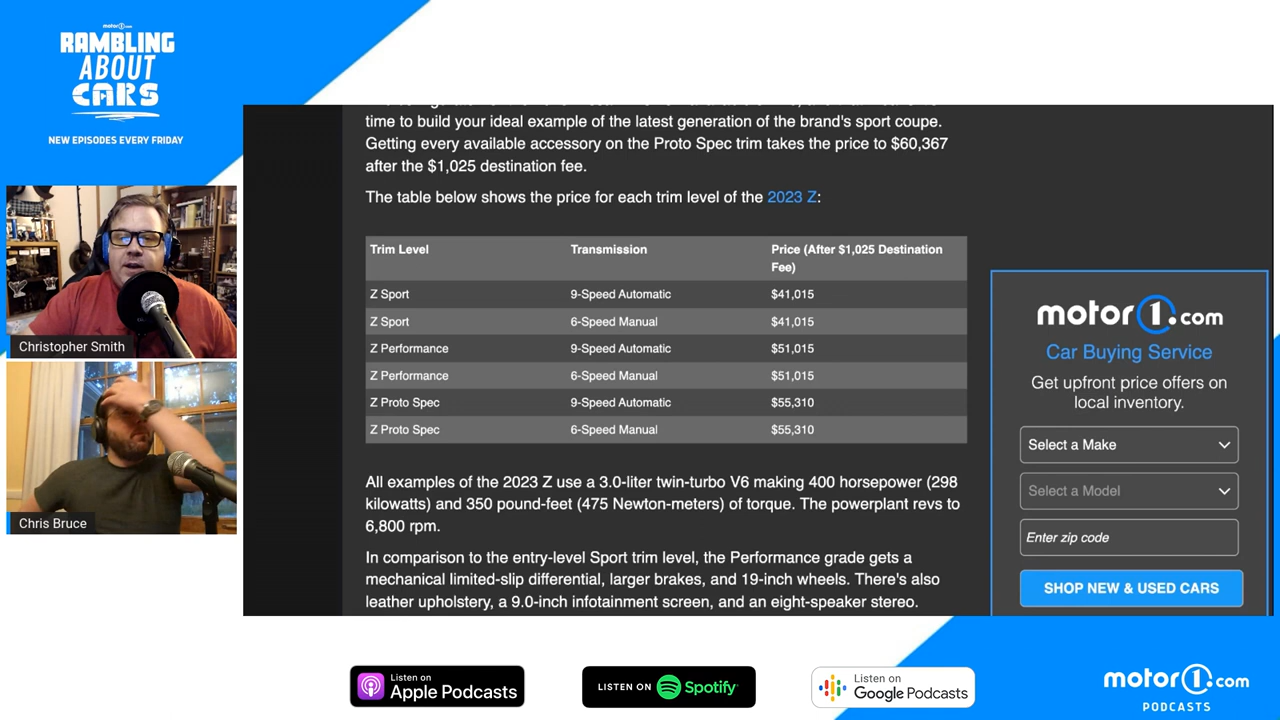 motor1.com
RAMBLING
ABOUT
CARS
NEW EPISODES EVERY FRIDAY
Christopher Smith
Chris Bruce
time to build your ideal example of the latest generation of the brand's sport coupe.
Getting every available accessory on the Proto Spec trim takes the price to $60,367
after the $1,025 destination fee.
The table below shows the price for each trim level of the 2023 Z:
Trim Level Transmission Price (After $1,025 Destination
Fee)
Z Sport 9-Speed Automatic $41,015
Z Sport 6-Speed Manual $41,015
Z Performance 9-Speed Automatic $51,015
Z Performance 6-Speed Manual $51,015
Z Proto Spec 9-Speed Automatic $55,310
Z Proto Spec 6-Speed Manual $55,310
All examples of the 2023 Z use a 3.0-liter twin-turbo V6 making 400 horsepower (298
kilowatts) and 350 pound-feet (475 Newton-meters) of torque. The powerplant revs to
6,800 rpm.
In comparison to the entry-level Sport trim level, the Performance grade gets a
mechanical limited-slip differential, larger brakes, and 19-inch wheels. There's also
leather upholstery, a 9.0-inch infotainment screen, and an eight-speaker stereo.
motor1.com
Car Buying Service
Get upfront price offers on
local inventory.
Select a Make
Select a Model
Enter zip code
SHOP NEW & USED CARS
Listen on
Apple Podcasts
LISTEN ON Spotify
Listen on
Google Podcasts
motor1.com
PODCASTS